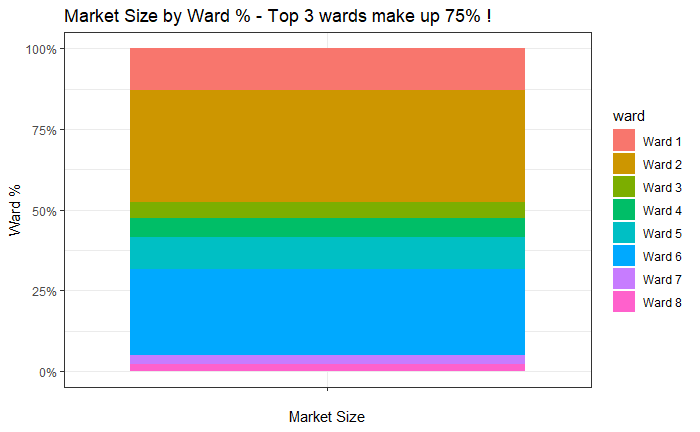 Market Size by Ward % - Top 3 wards make up 75% !
100%
75%
50%
25%
0%
Ward %
Market Size
ward
Ward 1
Ward 2
Ward 3
Ward 4
Ward 5
Ward 6
Ward 7
Ward 8